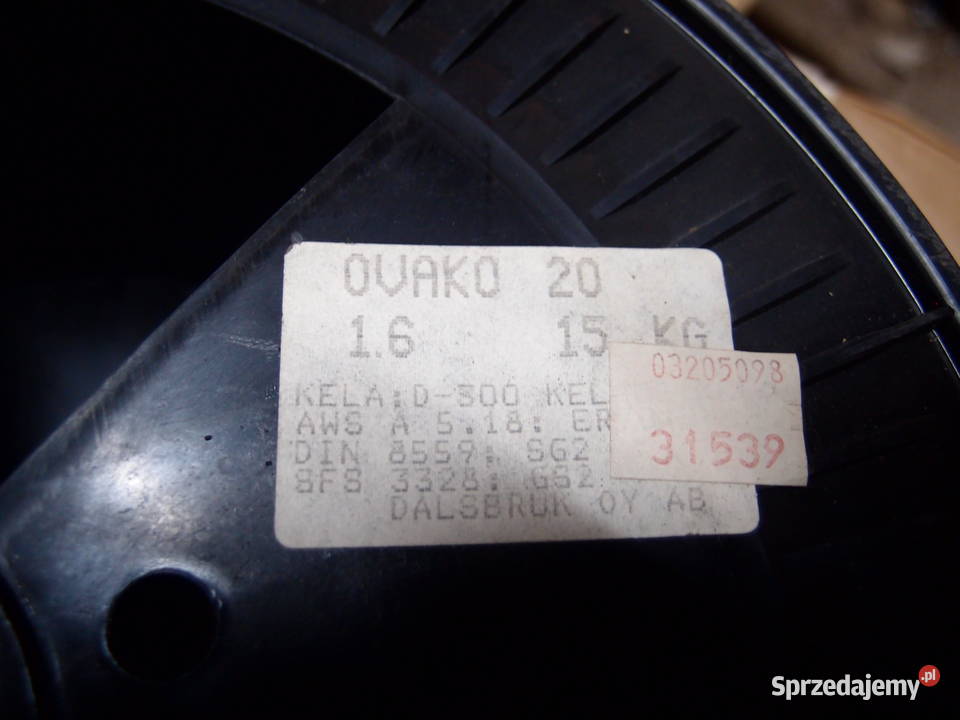 OVAKO 20
1.6 15 KG
KELA:D-300 KEL
AWS A 5.18: ER
DIN 8559: SG2
SFS 3328: GS2
DALSBRUK OY AB
03205098
31539
Sprzedajemy.pl